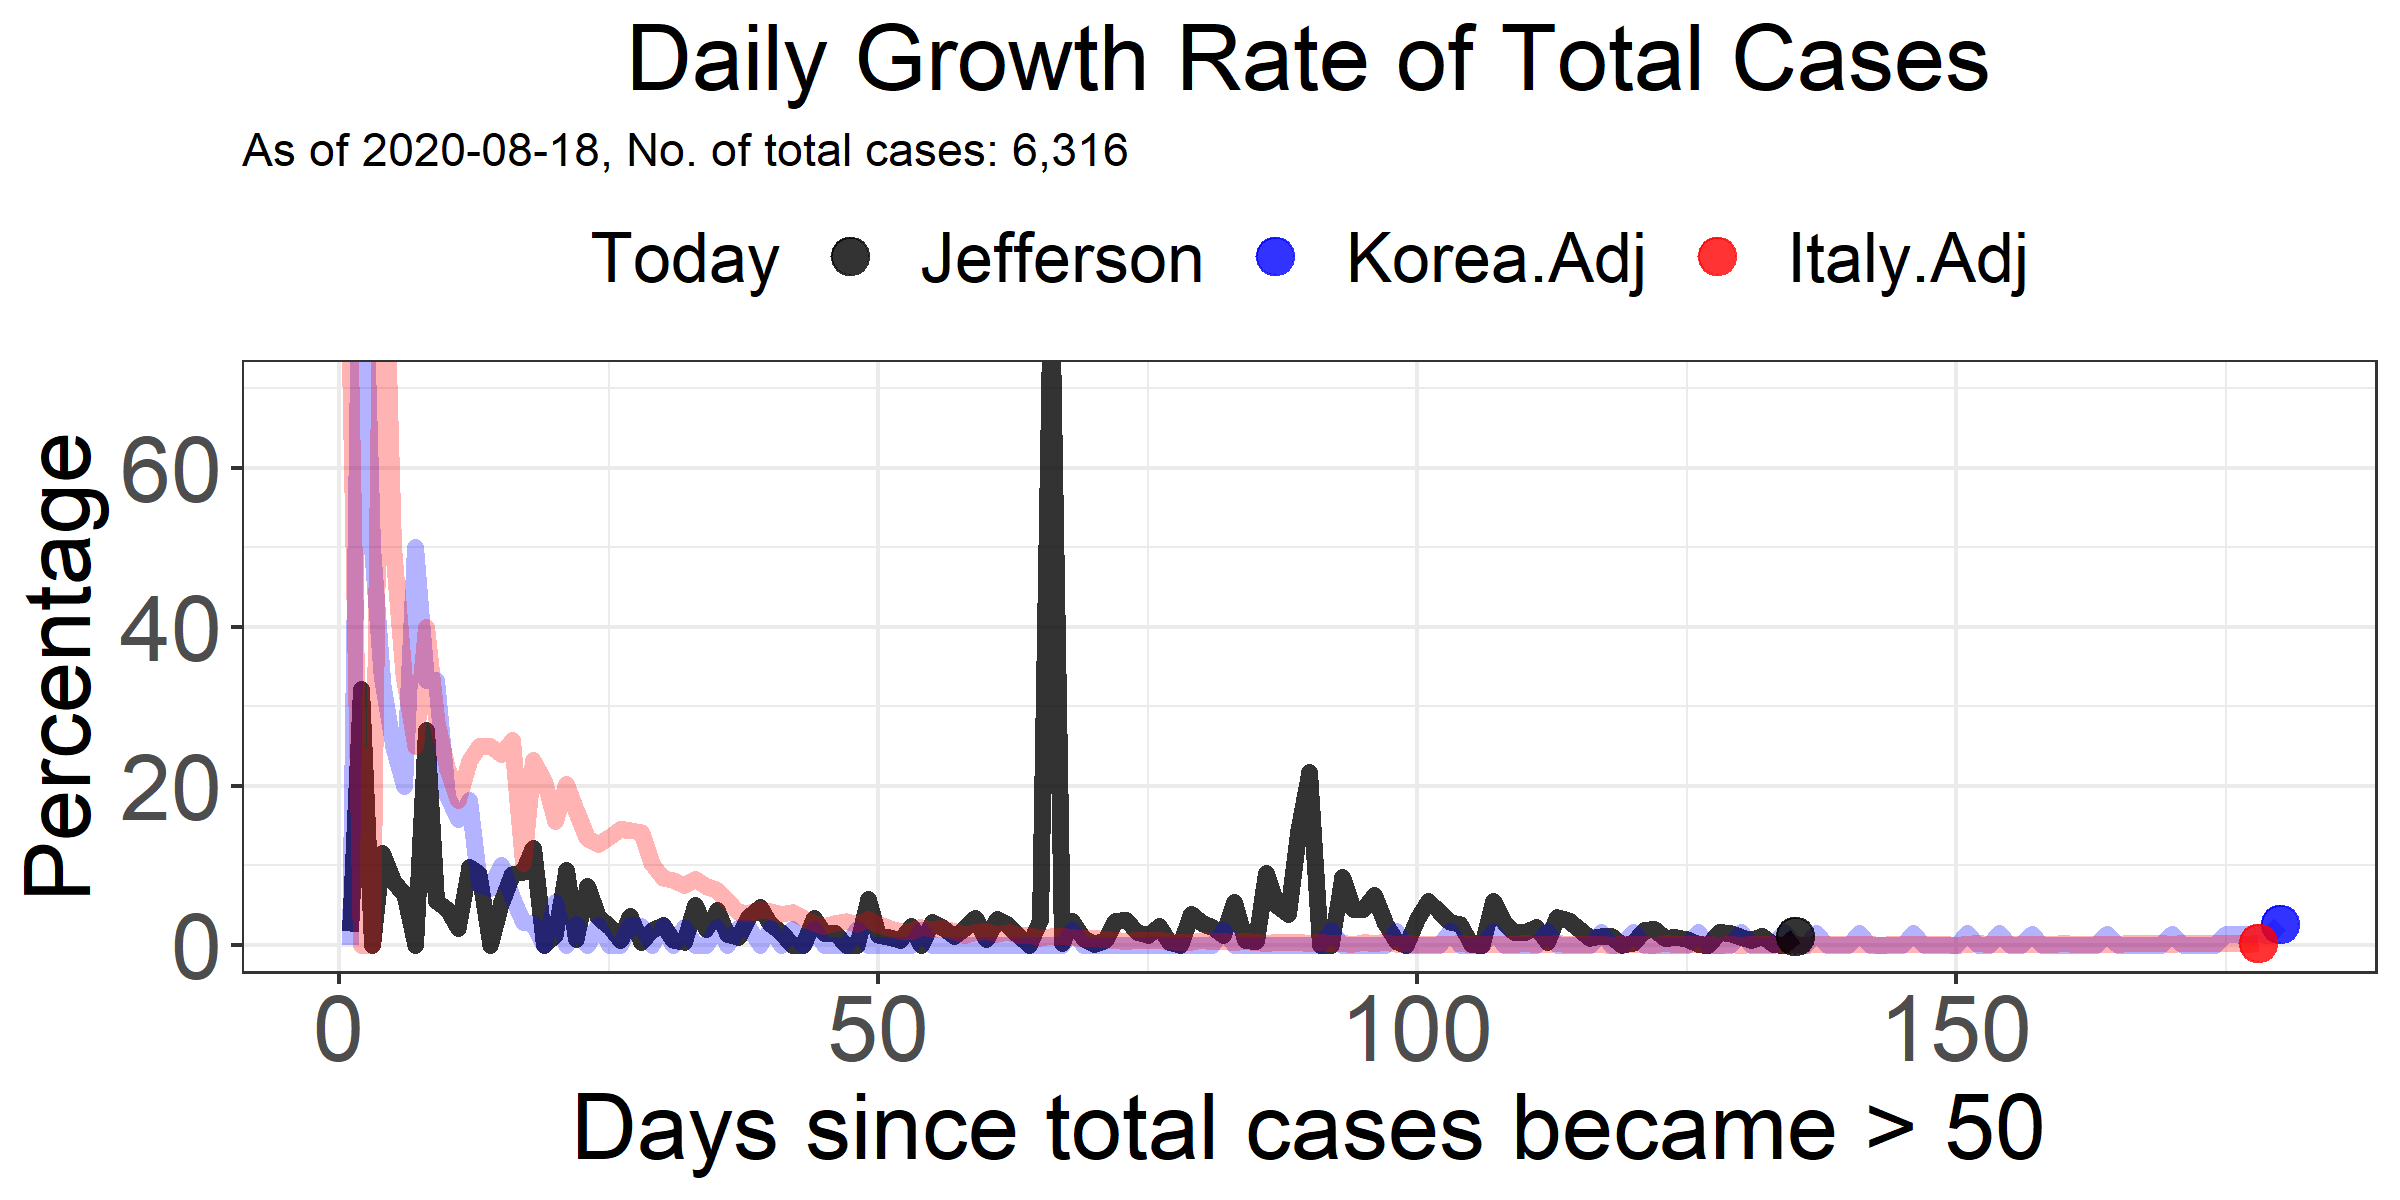 Daily Growth Rate of Total Cases
As of 2020-08-18, No. of total cases: 6,316
Today Jefferson Korea.Adj Italy.Adj
Percentage
60
40
20
0
0 50 100 150
Days since total cases became > 50